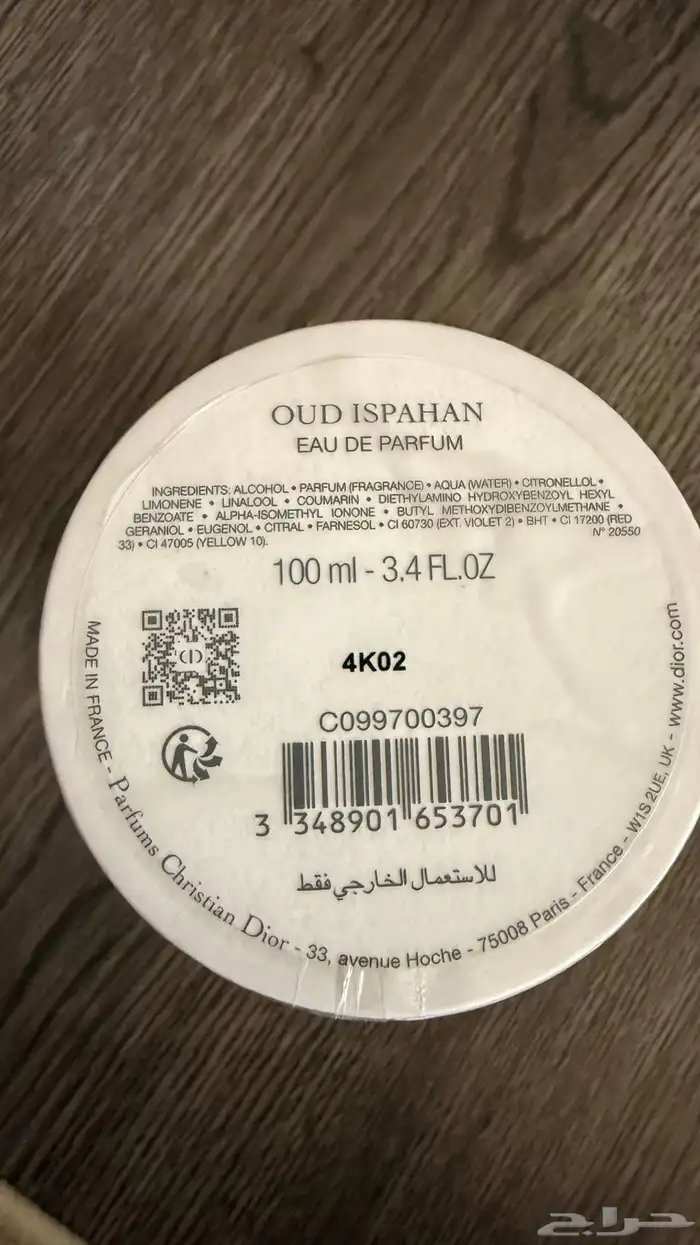 OUD ISPAHAN
EAU DE PARFUM
INGREDIENTS: ALCOHOL • PARFUM (FRAGRANCE) • AQUA (WATER) • CITRONELLOL •
LIMONENE • LINALOOL • COUMARIN • DIETHYLAMINO HYDROXYBENZOYL HEXYL
BENZOATE • ALPHA-ISOMETHYL IONONE • BUTYL METHOXYDIBENZOYLMETHANE •
GERANIOL • EUGENOL • CITRAL • FARNESOL • CI 60730 (EXT. VIOLET 2) • BHT • CI 17200 (RED
33) • CI 47005 (YELLOW 10).
N° 20550
100 ml - 3.4 FL.OZ
4K02
C099700397
3 348901 653701
للاستعمال الخارجي فقط
MADE IN FRANCE - Parfums Christian Dior - 33, avenue Hoche - 75008 Paris - France - W1S 2UE, UK - www.dior.com
حراج